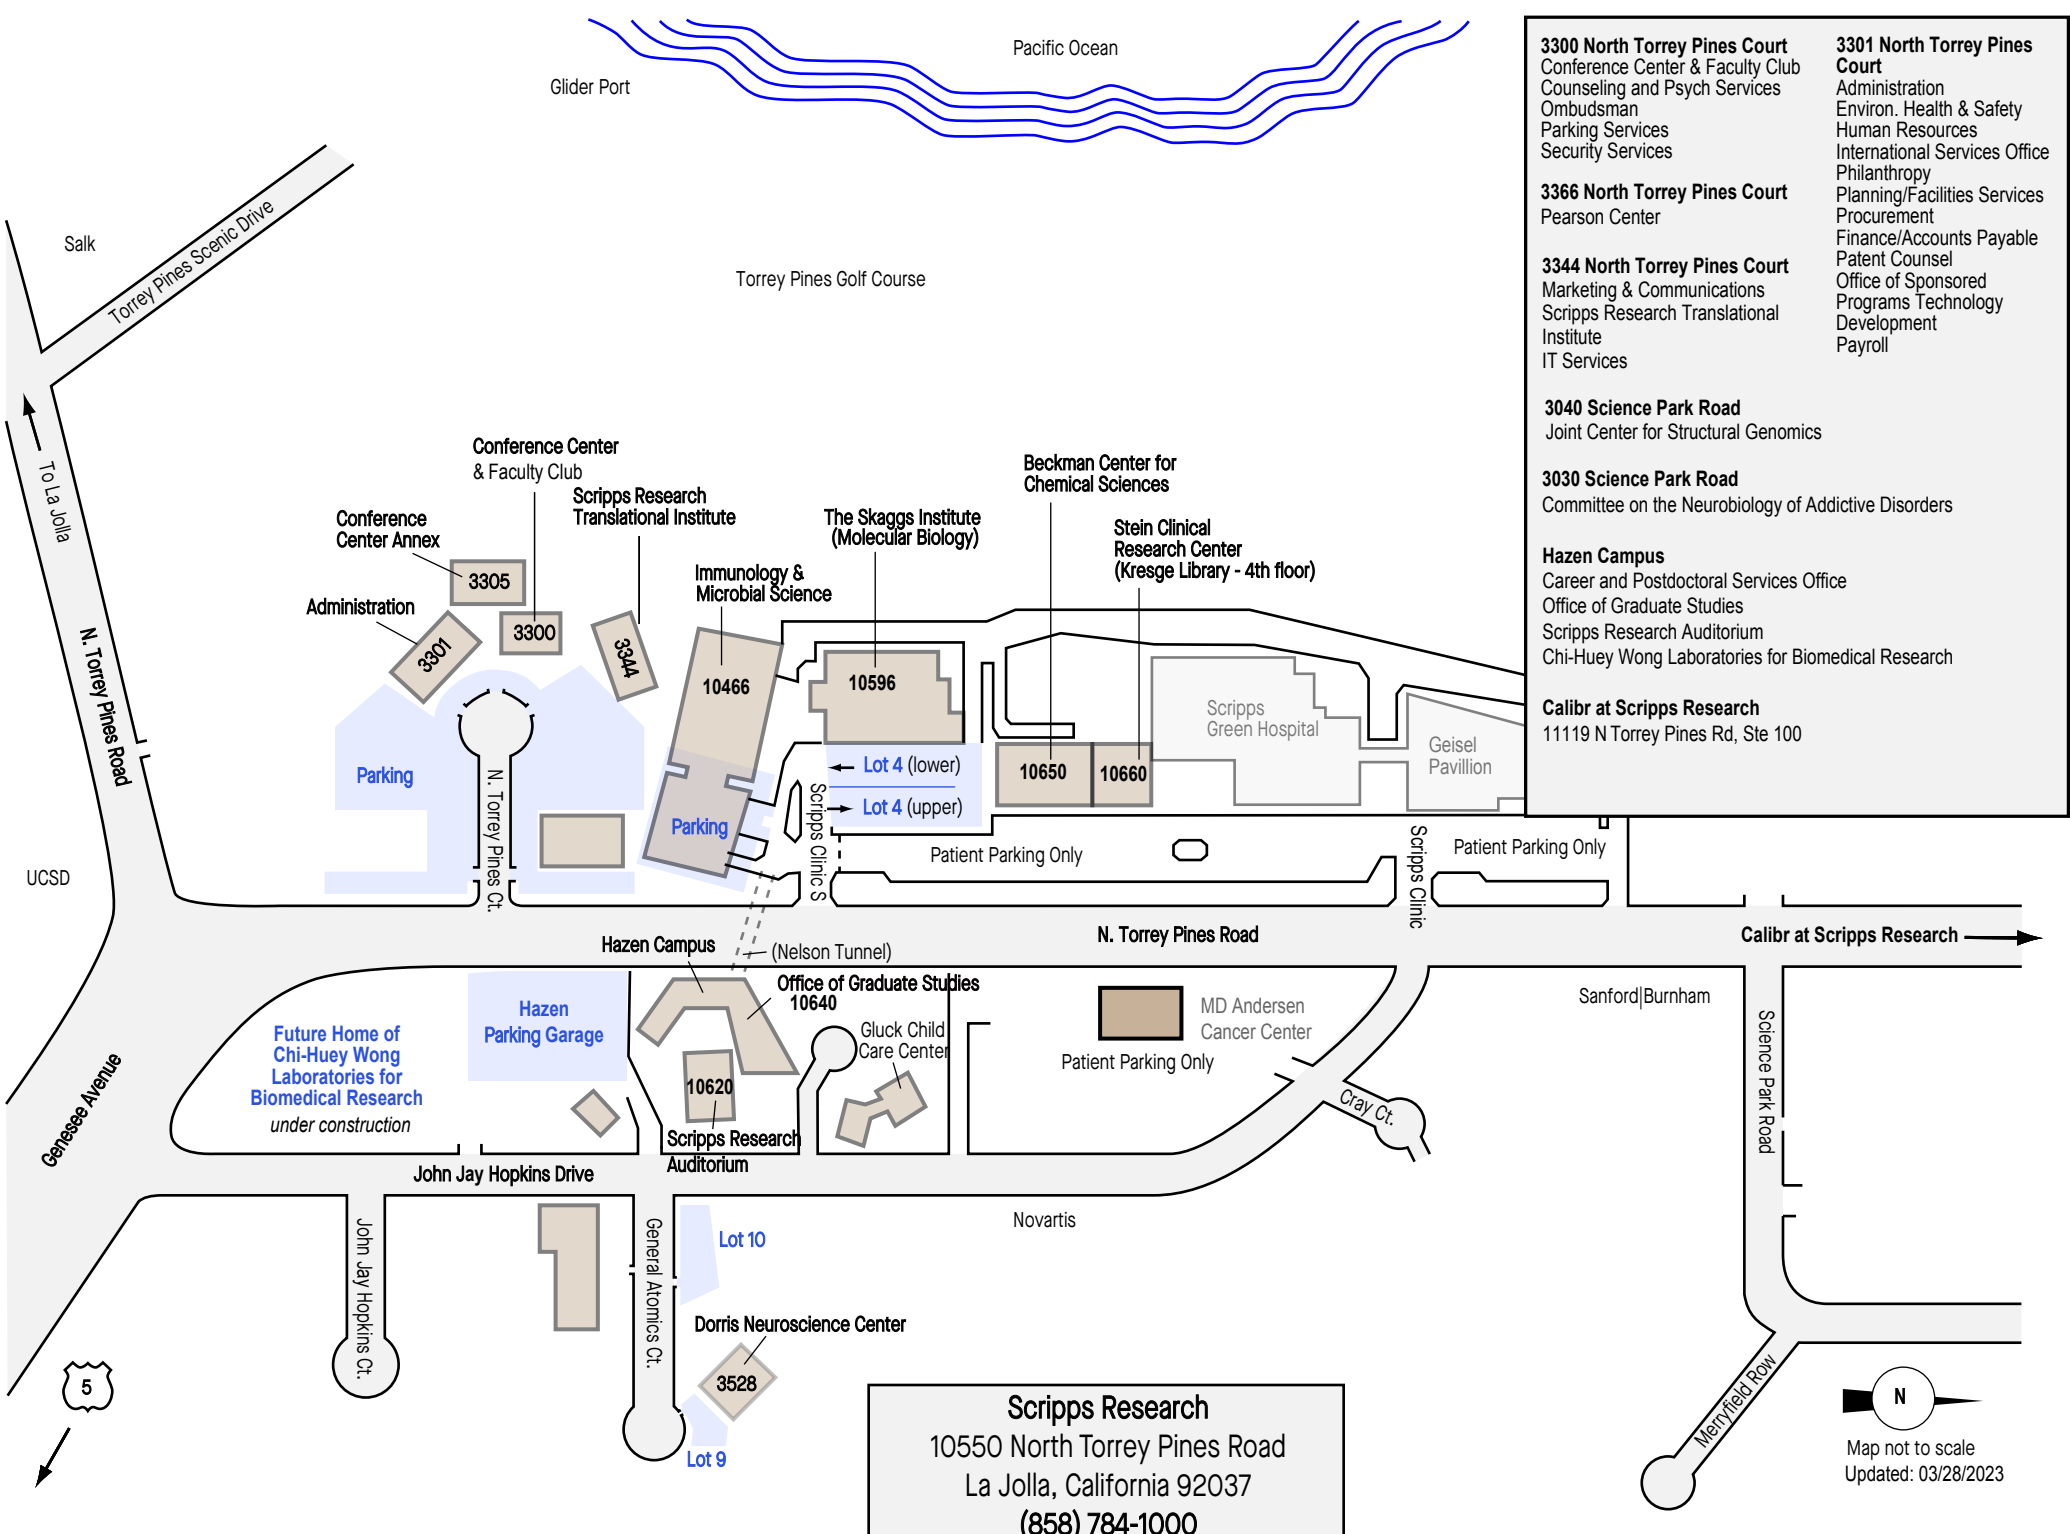 Pacific Ocean
Glider Port
Salk
Torrey Pines Scenic Drive
Torrey Pines Golf Course
To La Jolla
N. Torrey Pines Road
UCSD
Conference Center
& Faculty Club
Scripps Research
Translational Institute
Conference
Center Annex
Administration
3305
3300
3301
3344
Immunology &
Microbial Science
10466
The Skaggs Institute
(Molecular Biology)
10596
Beckman Center for
Chemical Sciences
Stein Clinical
Research Center
(Kresge Library - 4th floor)
10650
10660
Scripps
Green Hospital
Geisel
Pavillion
Parking
N. Torrey Pines Ct.
Parking
Lot 4 (lower)
Lot 4 (upper)
Scripps Clinic S
Patient Parking Only
Scripps Clinic
Patient Parking Only
N. Torrey Pines Road
Calibr at Scripps Research
Hazen Campus
(Nelson Tunnel)
Office of Graduate Studies
10640
Hazen
Parking Garage
Future Home of
Chi-Huey Wong
Laboratories for
Biomedical Research
under construction
Genesee Avenue
10620
Scripps Research
Auditorium
Gluck Child
Care Center
MD Andersen
Cancer Center
Patient Parking Only
Cray Ct.
Sanford|Burnham
Science Park Road
John Jay Hopkins Drive
John Jay Hopkins Ct.
General Atomics Ct.
Lot 10
Novartis
Dorris Neuroscience Center
3528
Lot 9
5
Merryfield Row
N
Map not to scale
Updated: 03/28/2023
Scripps Research
10550 North Torrey Pines Road
La Jolla, California 92037
(858) 784-1000
3300 North Torrey Pines Court
Conference Center & Faculty Club
Counseling and Psych Services
Ombudsman
Parking Services
Security Services
3366 North Torrey Pines Court
Pearson Center
3344 North Torrey Pines Court
Marketing & Communications
Scripps Research Translational
Institute
IT Services
3301 North Torrey Pines
Court
Administration
Environ. Health & Safety
Human Resources
International Services Office
Philanthropy
Planning/Facilities Services
Procurement
Finance/Accounts Payable
Patent Counsel
Office of Sponsored
Programs Technology
Development
Payroll
3040 Science Park Road
Joint Center for Structural Genomics
3030 Science Park Road
Committee on the Neurobiology of Addictive Disorders
Hazen Campus
Career and Postdoctoral Services Office
Office of Graduate Studies
Scripps Research Auditorium
Chi-Huey Wong Laboratories for Biomedical Research
Calibr at Scripps Research
11119 N Torrey Pines Rd, Ste 100